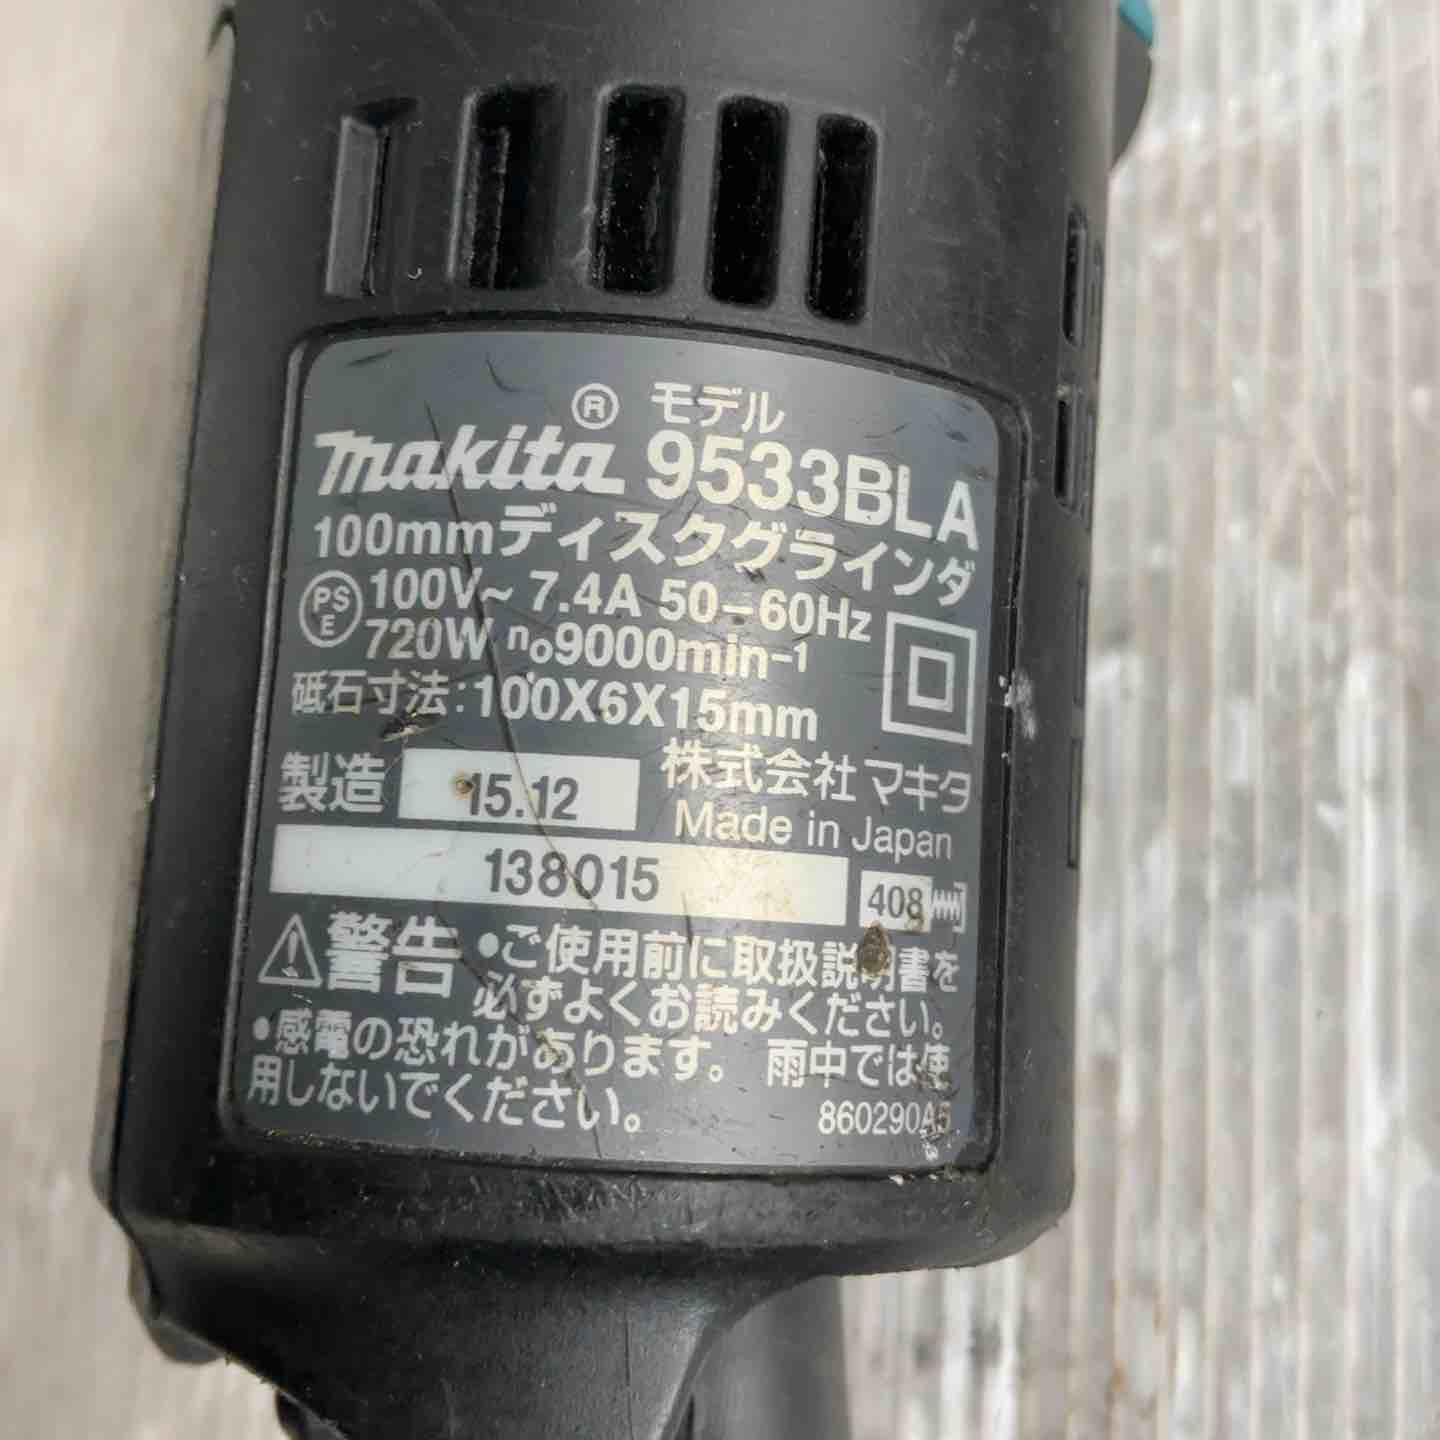 ® モデル
makita 9533BLA
100mmディスクグラインダ
PSE 100V~ 7.4A 50-60Hz
720W n₀9000min⁻¹
砥石寸法:100X6X15mm
製造 15.12 株式会社マキタ
Made in Japan
138015 408
警告 •ご使用前に取扱説明書を
必ずよくお読みください。
•感電の恐れがあります。 雨中では使
用しないでください。
860290A5